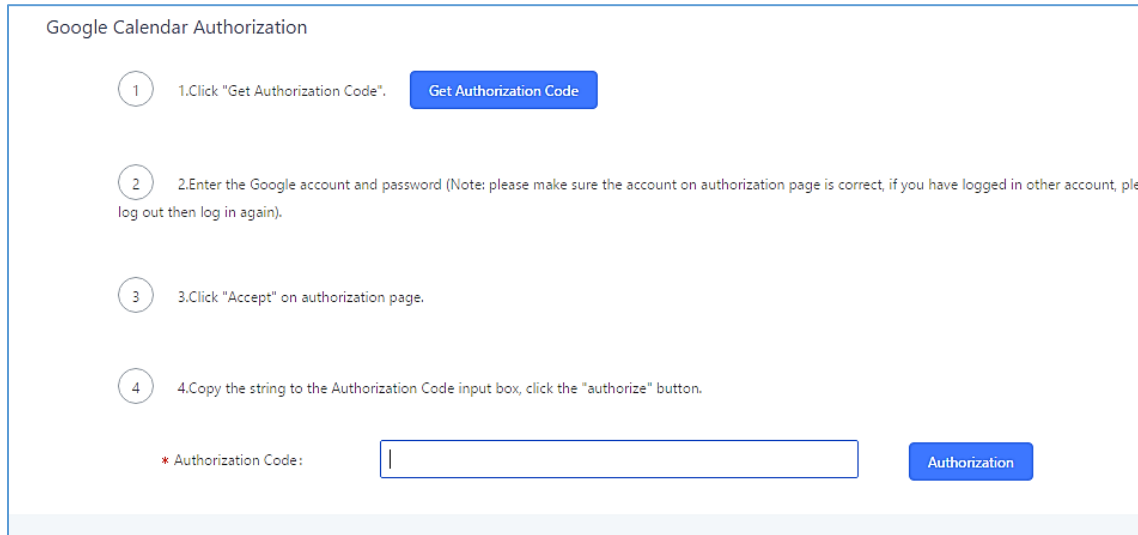 Google Calendar Authorization
1 1.Click "Get Authorization Code". Get Authorization Code
2 2.Enter the Google account and password (Note: please make sure the account on authorization page is correct, if you have logged in other account,
log out then log in again).
3 3.Click "Accept" on authorization page.
4 4.Copy the string to the Authorization Code input box, click the "authorize" button.
* Authorization Code: Authorization